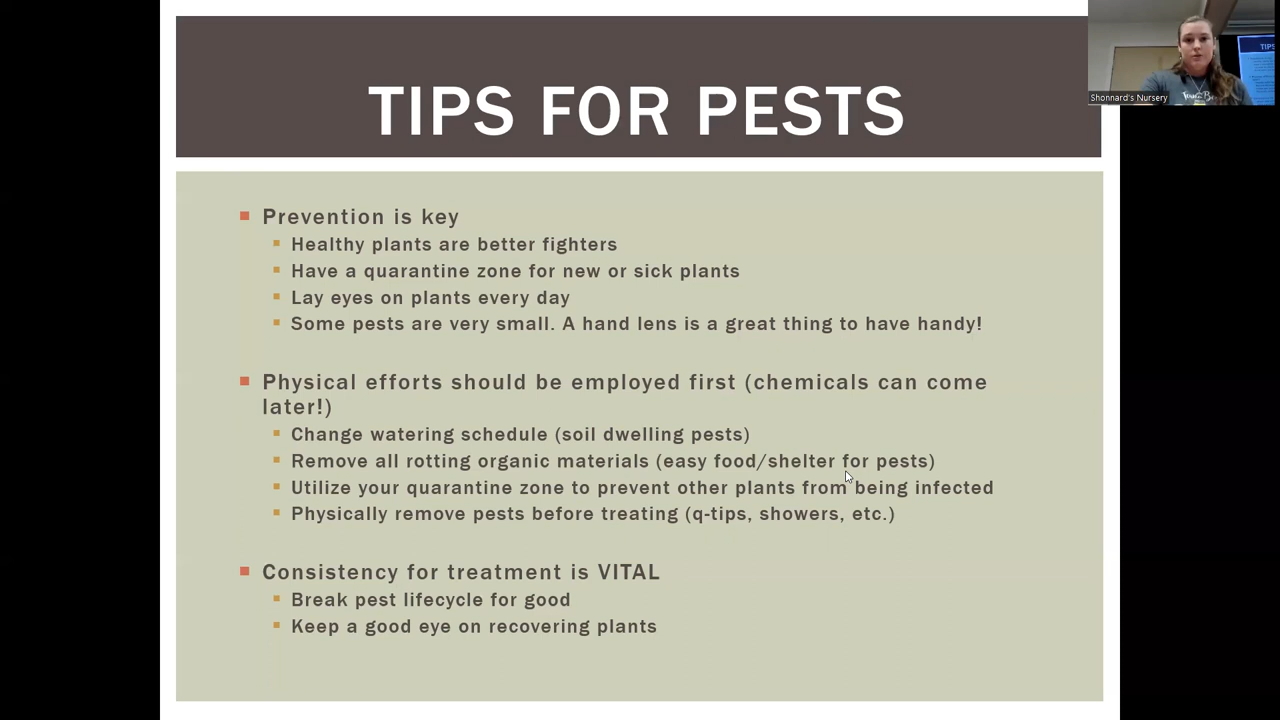 TIPS FOR PESTS
Shonnard's Nursery
TIPS
Prevention is key
Healthy plants are better fighters
Have a quarantine zone for new or sick plants
Lay eyes on plants every day
Some pests are very small. A hand lens is a great thing to have handy!
Physical efforts should be employed first (chemicals can come
later!)
Change watering schedule (soil dwelling pests)
Remove all rotting organic materials (easy food/shelter for pests)
Utilize your quarantine zone to prevent other plants from being infected
Physically remove pests before treating (q-tips, showers, etc.)
Consistency for treatment is VITAL
Break pest lifecycle for good
Keep a good eye on recovering plants